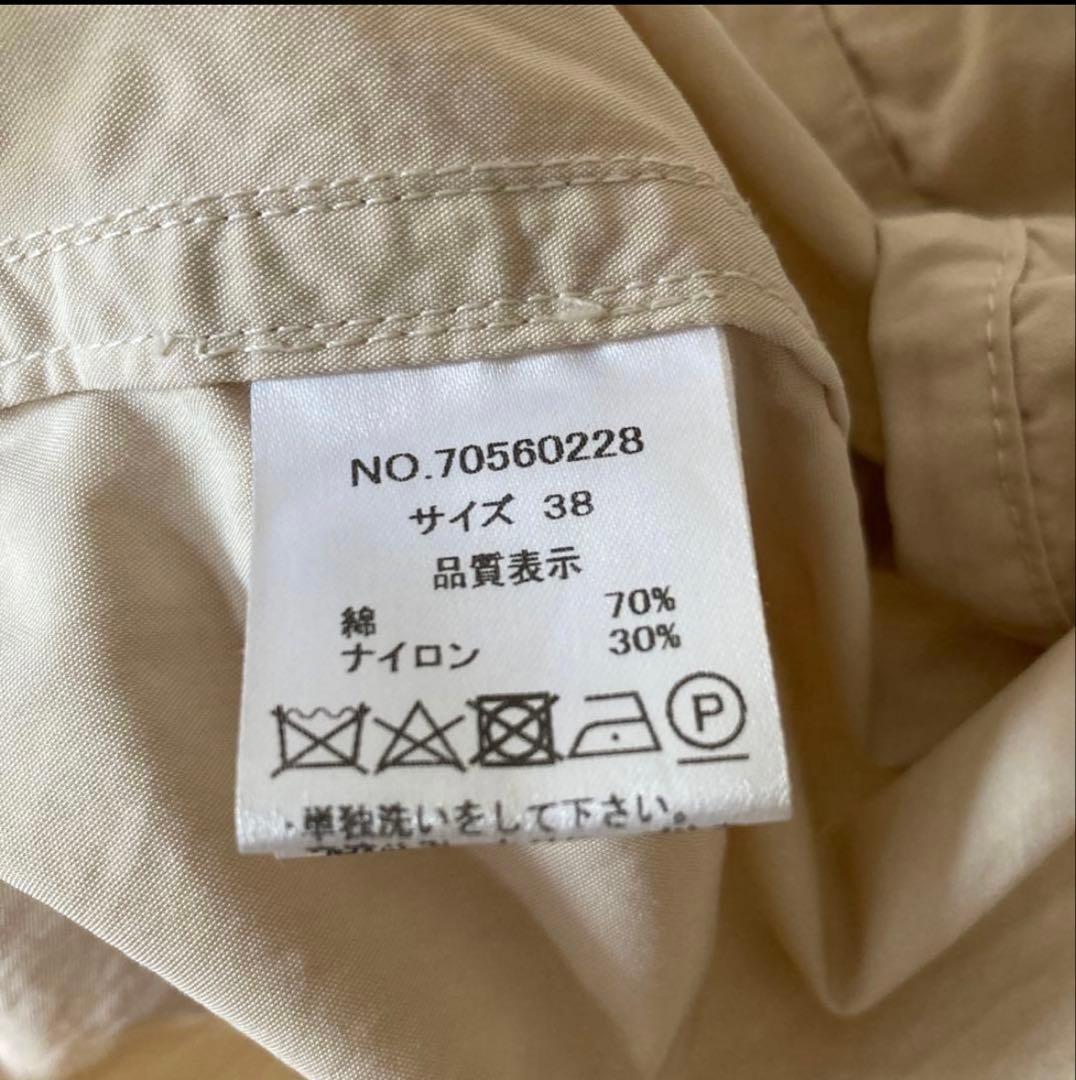 NO.70560228
サイズ 38
品質表示
綿 70%
ナイロン 30%
P
・単独洗いをして下さい。